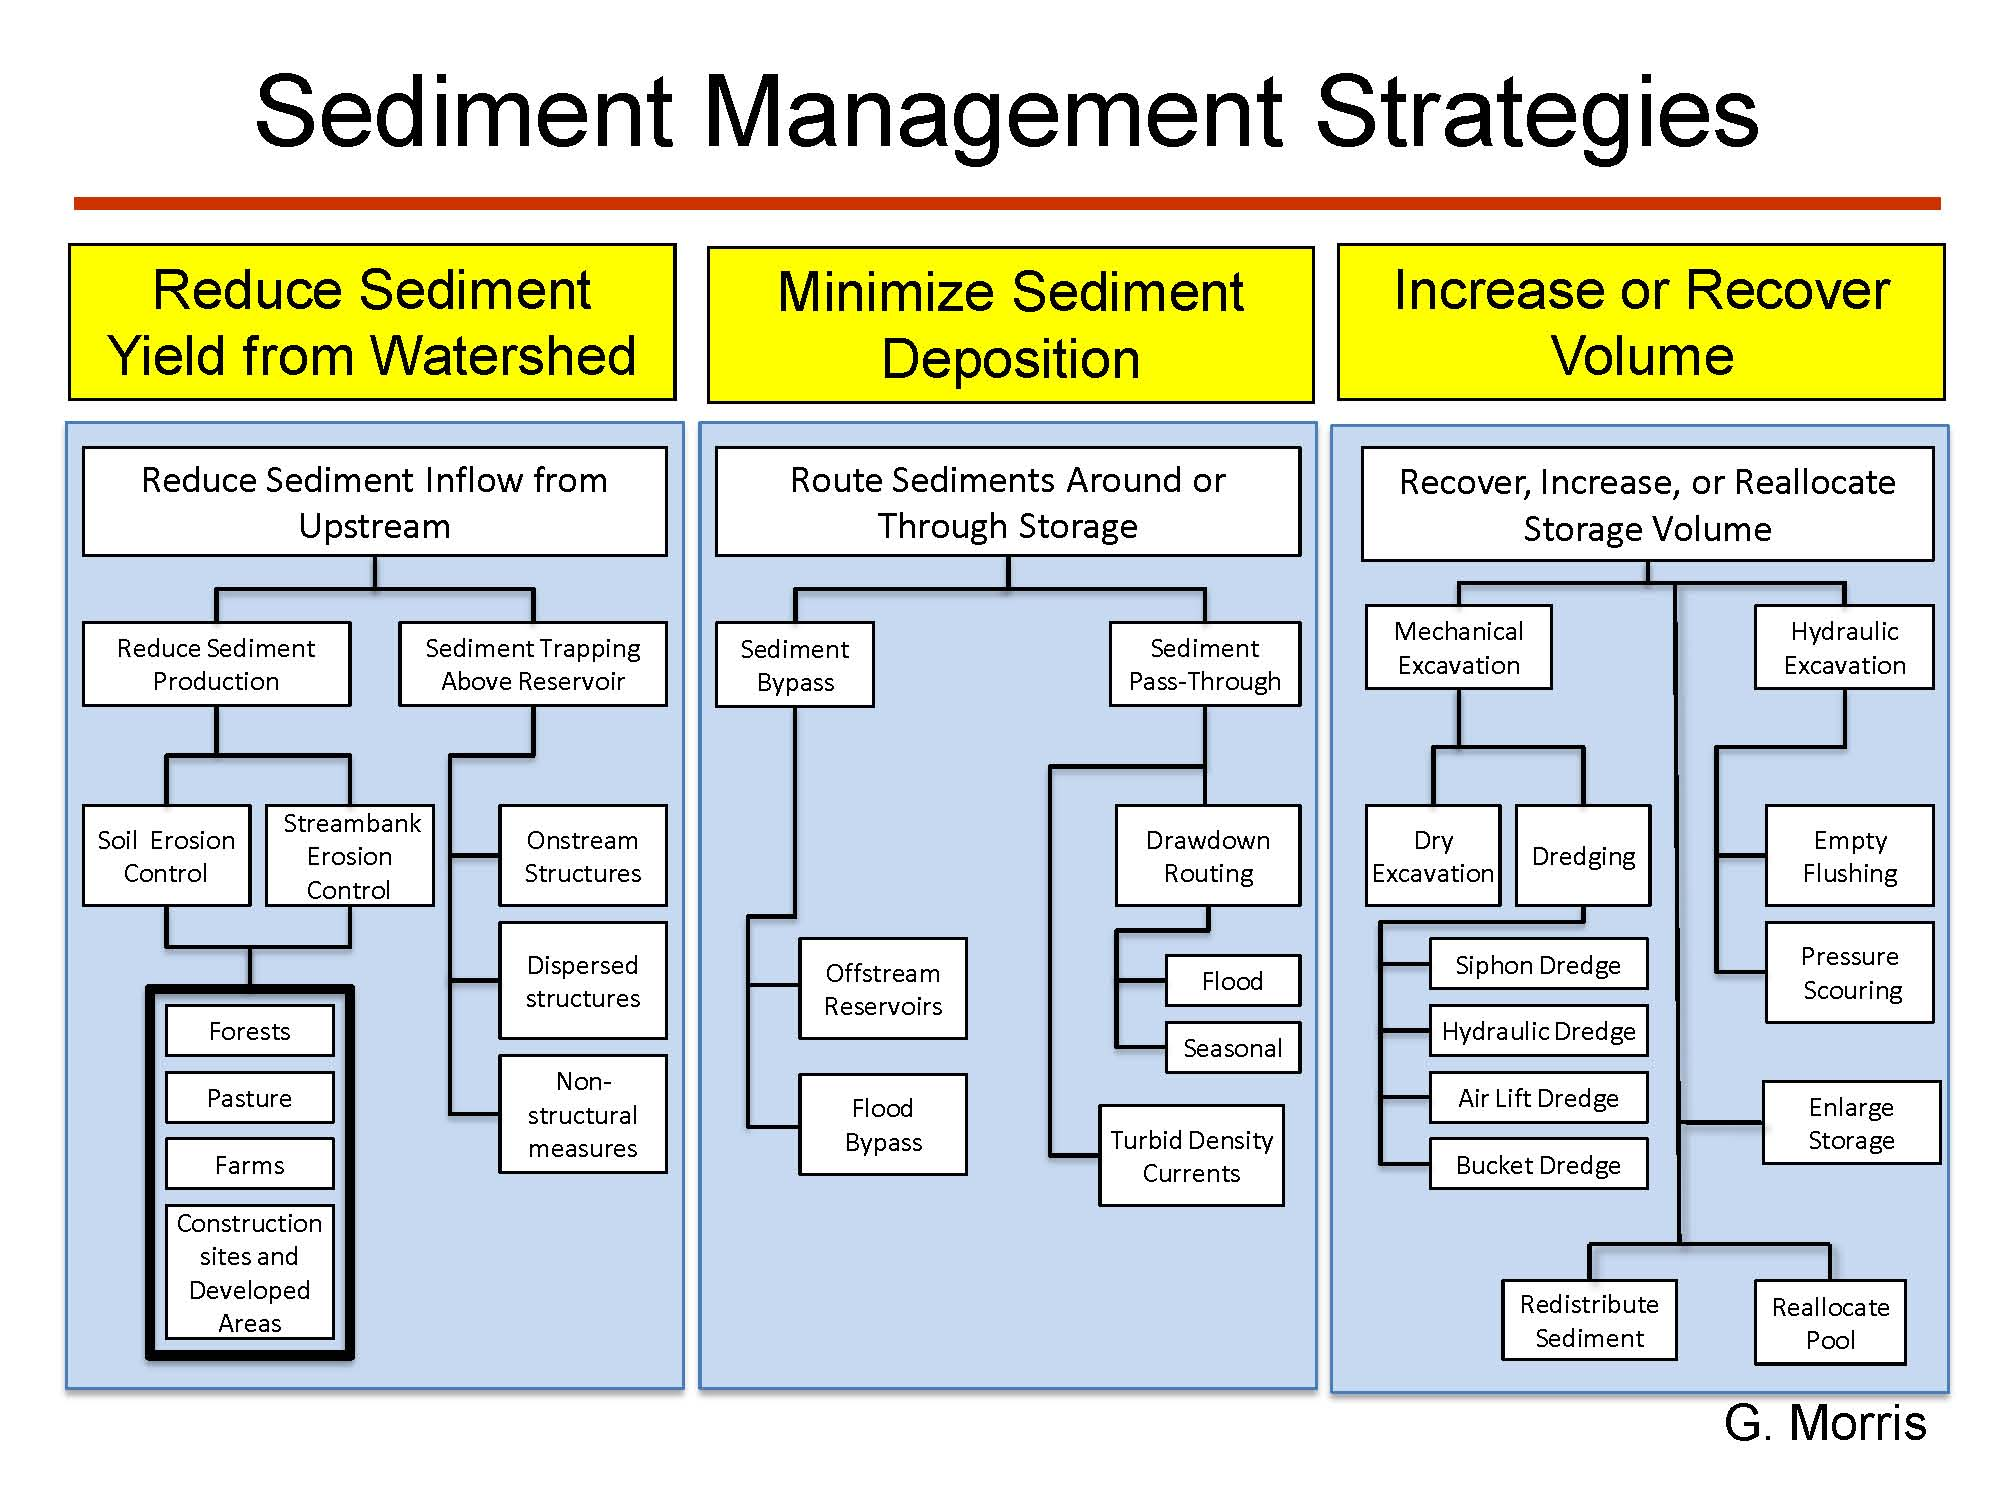 Sediment Management Strategies
Reduce Sediment
Yield from Watershed
Minimize Sediment
Deposition
Increase or Recover
Volume
Reduce Sediment Inflow from
Upstream
Reduce Sediment
Production
Sediment Trapping
Above Reservoir
Soil Erosion
Control
Streambank
Erosion
Control
Onstream
Structures
Dispersed
structures
Non-
structural
measures
Forests
Pasture
Farms
Construction
sites and
Developed
Areas
Route Sediments Around or
Through Storage
Sediment
Bypass
Sediment
Pass-Through
Drawdown
Routing
Offstream
Reservoirs
Flood
Seasonal
Flood
Bypass
Turbid Density
Currents
Recover, Increase, or Reallocate
Storage Volume
Mechanical
Excavation
Hydraulic
Excavation
Dry
Excavation
Dredging
Empty
Flushing
Siphon Dredge
Hydraulic Dredge
Air Lift Dredge
Bucket Dredge
Pressure
Scouring
Enlarge
Storage
Redistribute
Sediment
Reallocate
Pool
G. Morris